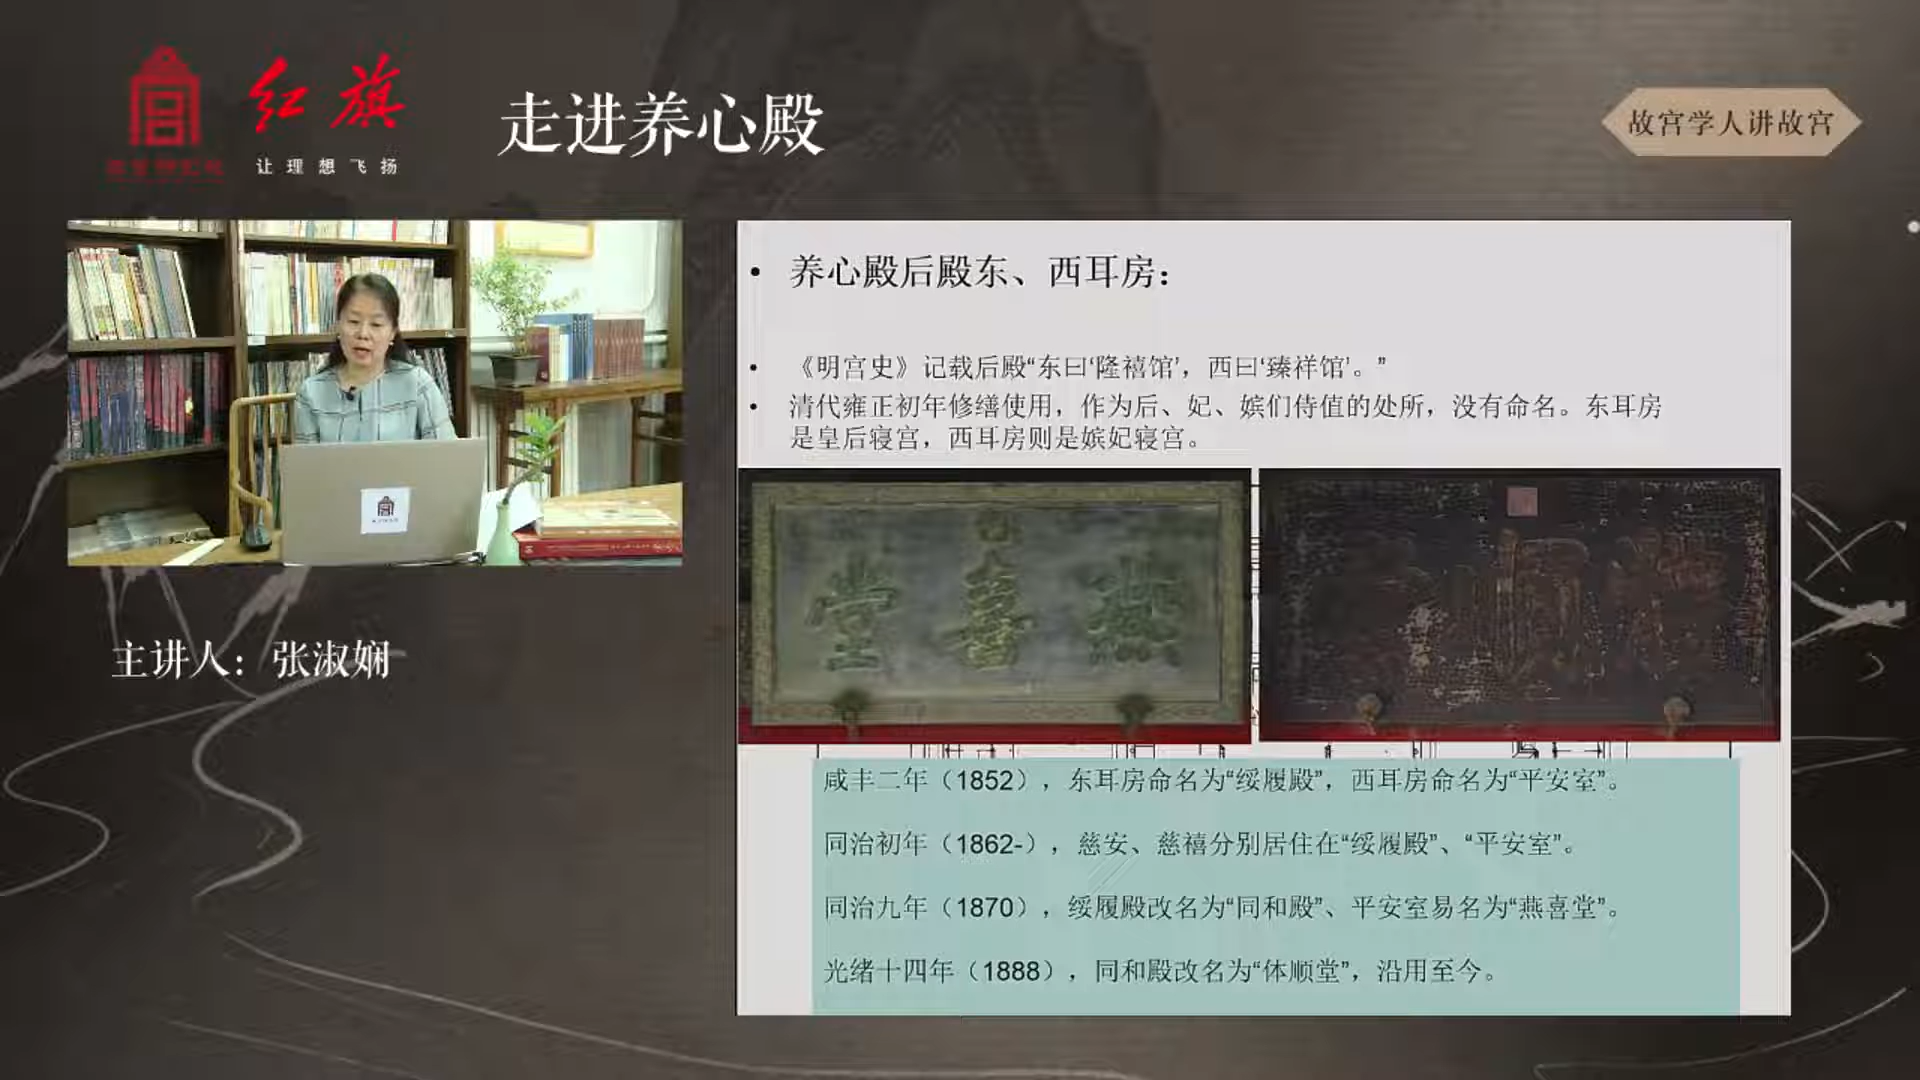 红旗
让理想飞扬
走进养心殿
故宫学人讲故宫
主讲人：张淑娴
• 养心殿后殿东、西耳房：
• 《明宫史》记载后殿“东曰‘隆禧馆’，西曰‘臻祥馆’。”
• 清代雍正初年修缮使用，作为后、妃、嫔们侍值的处所，没有命名。东耳房
是皇后寝宫，西耳房则是嫔妃寝宫。
堂喜燕
咸丰二年（1852），东耳房命名为“绥履殿”，西耳房命名为“平安室”。
同治初年（1862-），慈安、慈禧分别居住在“绥履殿”、“平安室”。
同治九年（1870），绥履殿改名为“同和殿”、平安室易名为“燕喜堂”。
光绪十四年（1888），同和殿改名为“体顺堂”，沿用至今。